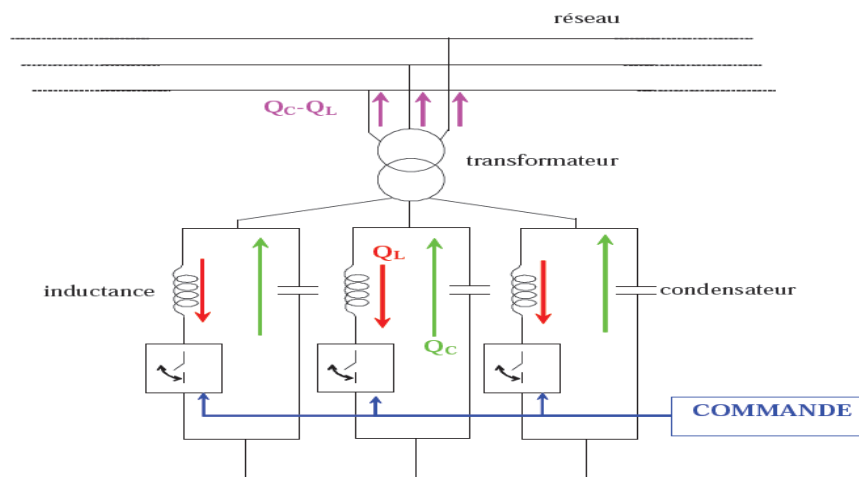 réseau
QC-QL
transformateur
inductance
QL
condensateur
QC
COMMANDE